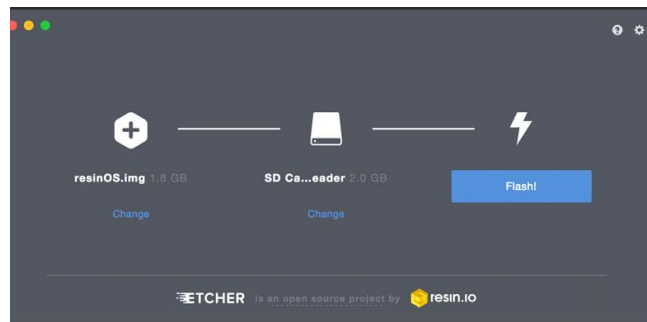 resinOS.img 1.8 GB
SD Ca...eader 2.0 GB
Flash!
Change
Change
ETCHER is an open source project by resin.io